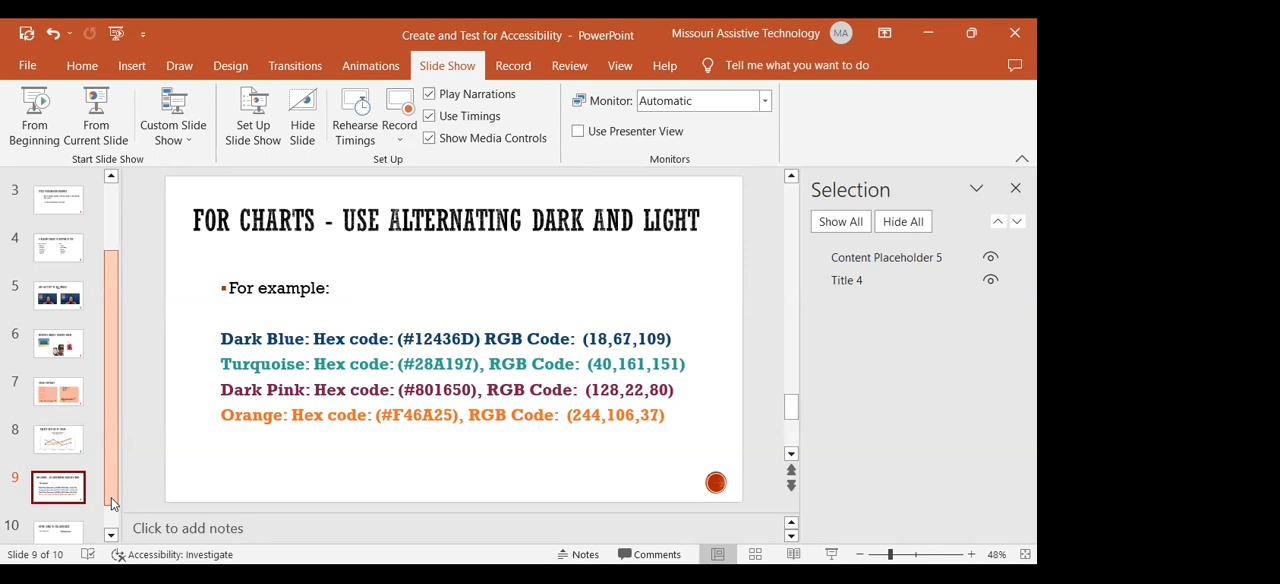 Create and Test for Accessibility - PowerPoint
Missouri Assistive Technology
MA
File Home Insert Draw Design Transitions Animations Slide Show Record Review View Help Tell me what you want to do
From Beginning
From Current Slide
Custom Slide Show
Start Slide Show
Set Up Slide Show
Hide Slide
Rehearse Timings
Record
Play Narrations
Use Timings
Show Media Controls
Set Up
Monitor: Automatic
Use Presenter View
Monitors
3
4
5
6
7
8
9
10
FOR CHARTS - USE ALTERNATING DARK AND LIGHT
For example:
Dark Blue: Hex code: (#12436D) RGB Code: (18,67,109)
Turquoise: Hex code: (#28A197), RGB Code: (40,161,151)
Dark Pink: Hex code: (#801650), RGB Code: (128,22,80)
Orange: Hex code: (#F46A25), RGB Code: (244,106,37)
Click to add notes
Selection
Show All Hide All
Content Placeholder 5
Title 4
Slide 9 of 10 Accessibility: Investigate Notes Comments 48%